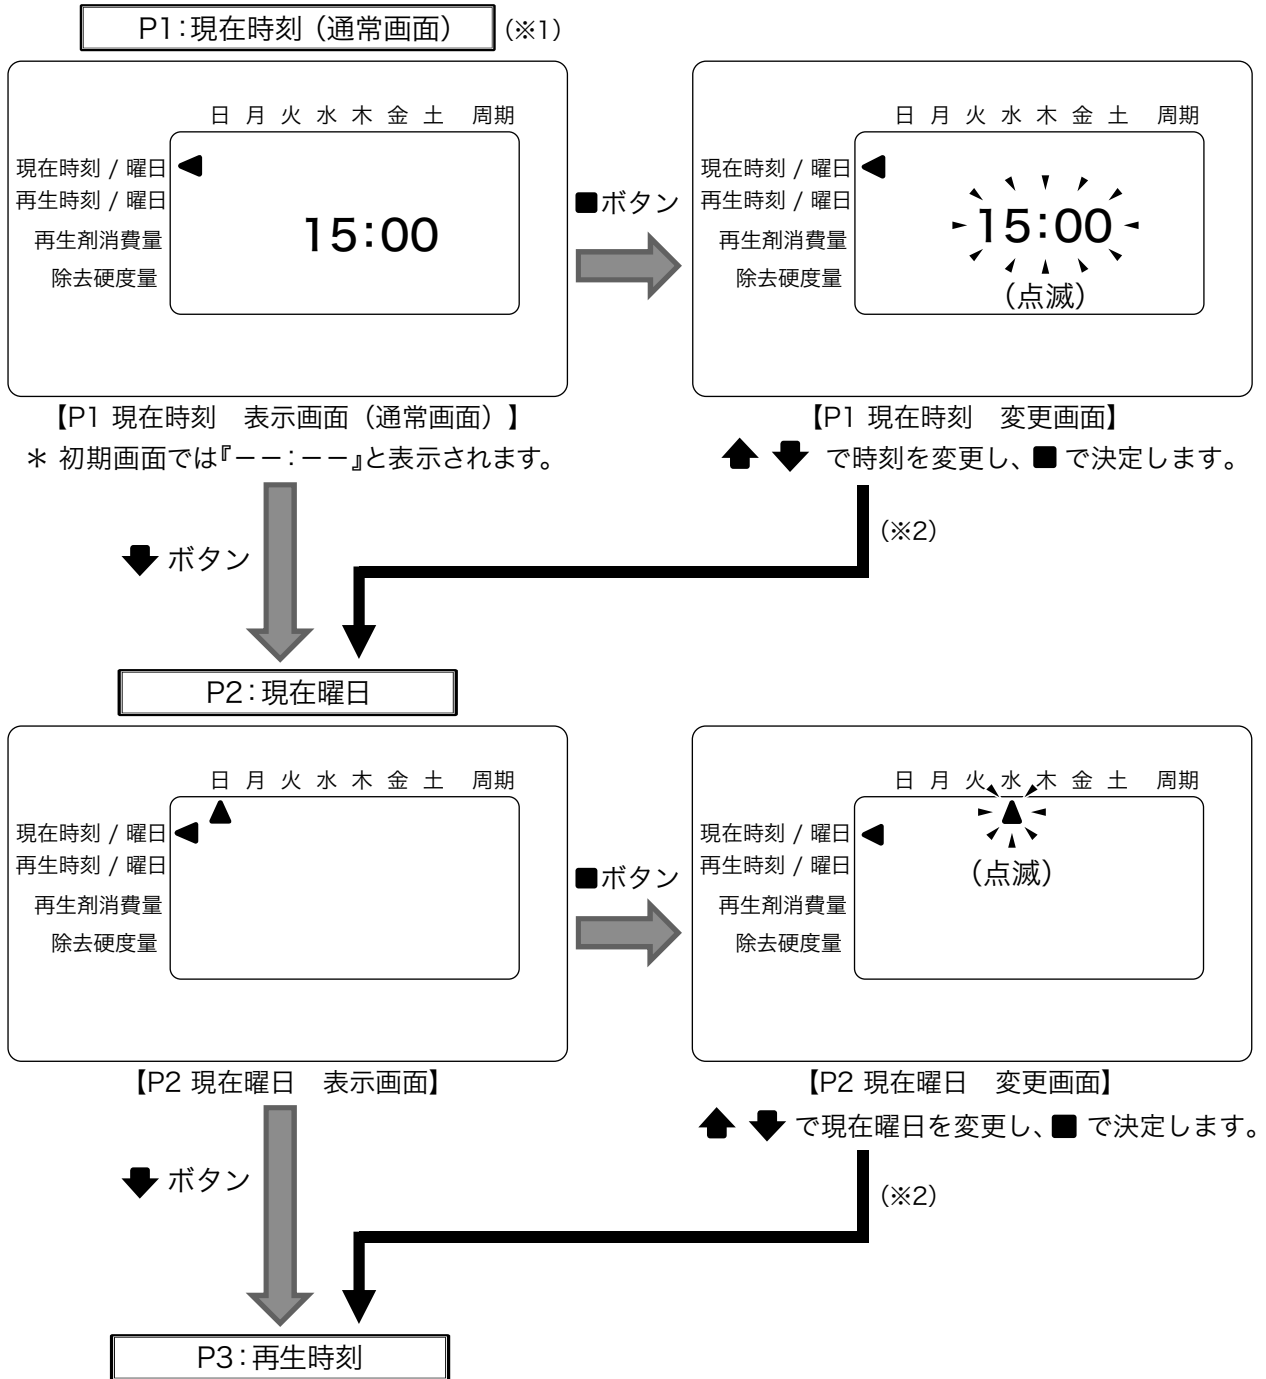 P1：現在時刻（通常画面） (※1)
日 月 火 水 木 金 土 周期
現在時刻 / 曜日
再生時刻 / 曜日
再生剤消費量
除去硬度量
15:00
【P1 現在時刻　表示画面（通常画面）】
＊ 初期画面では『－－：－－』と表示されます。
■ボタン
日 月 火 水 木 金 土 周期
現在時刻 / 曜日
再生時刻 / 曜日
再生剤消費量
除去硬度量
15:00
（点滅）
【P1 現在時刻　変更画面】
🡅 🡇 で時刻を変更し、■ で決定します。
🡇 ボタン
(※2)
P2：現在曜日
日 月 火 水 木 金 土 周期
現在時刻 / 曜日
再生時刻 / 曜日
再生剤消費量
除去硬度量
【P2 現在曜日　表示画面】
■ボタン
日 月 火 水 木 金 土 周期
現在時刻 / 曜日
再生時刻 / 曜日
再生剤消費量
除去硬度量
（点滅）
【P2 現在曜日　変更画面】
🡅 🡇 で現在曜日を変更し、■ で決定します。
🡇 ボタン
(※2)
P3：再生時刻